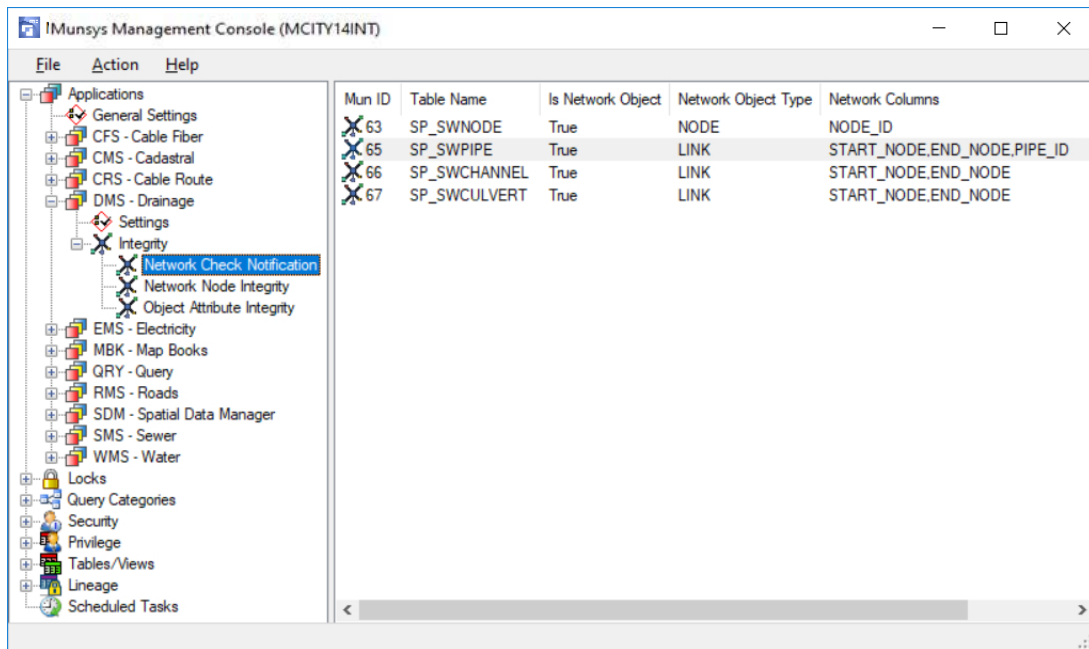 !Munsys Management Console (MCITY14INT)
File Action Help
Applications
General Settings
CFS - Cable Fiber
CMS - Cadastral
CRS - Cable Route
DMS - Drainage
Settings
Integrity
Network Check Notification
Network Node Integrity
Object Attribute Integrity
EMS - Electricity
MBK - Map Books
QRY - Query
RMS - Roads
SDM - Spatial Data Manager
SMS - Sewer
WMS - Water
Locks
Query Categories
Security
Privilege
Tables/Views
Lineage
Scheduled Tasks
Mun ID Table Name Is Network Object Network Object Type Network Columns
63 SP_SWNODE True NODE NODE_ID
65 SP_SWPIPE True LINK START_NODE,END_NODE,PIPE_ID
66 SP_SWCHANNEL True LINK START_NODE,END_NODE
67 SP_SWCULVERT True LINK START_NODE,END_NODE